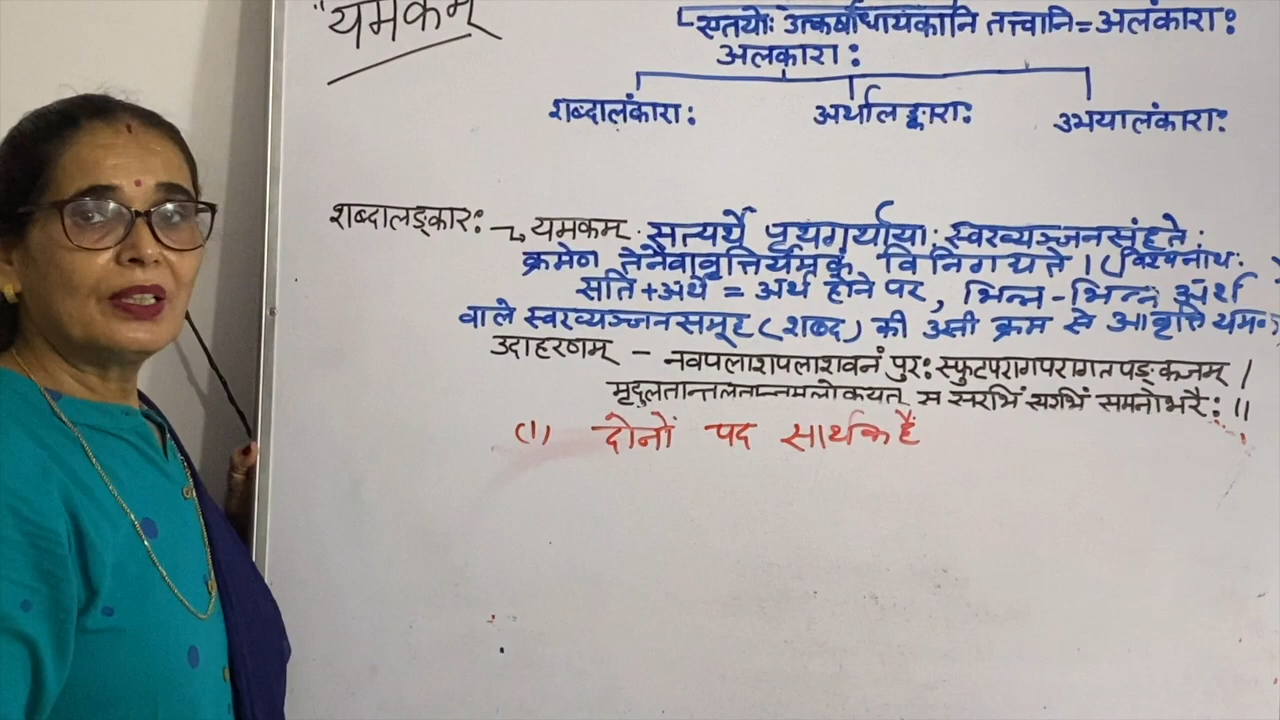 "यमकम्
एतयोः उत्कर्षाधायकानि तत्त्वानि=अलंकाराः
अलकाराः
शब्दालंकाराः अर्थालङ्काराः उभयालंकाराः
शब्दालङ्कारः → यमकम् सत्यर्थे पृथगर्थायाः स्वरव्यञ्जनसंहतेः
क्रमेण तेनैवावृत्तिर्यमकं विनिगद्यते । (विश्वनाथः
सति+अर्थे = अर्थ होने पर, भिन्न-भिन्न अर्थ
वाले स्वरव्यञ्जनसमूह (शब्द) की उसी क्रम से आवृत्ति यम
उदाहरणम् - नवपलाशपलाशवनं पुरः स्फुटपरागपरागतपङ्कजम् ।
मृदुलतान्तलतान्तमलोकयत् स सुरभिं सुरभिं सुमनोभरैः ॥
(1) दोनों पद सार्थक हैं